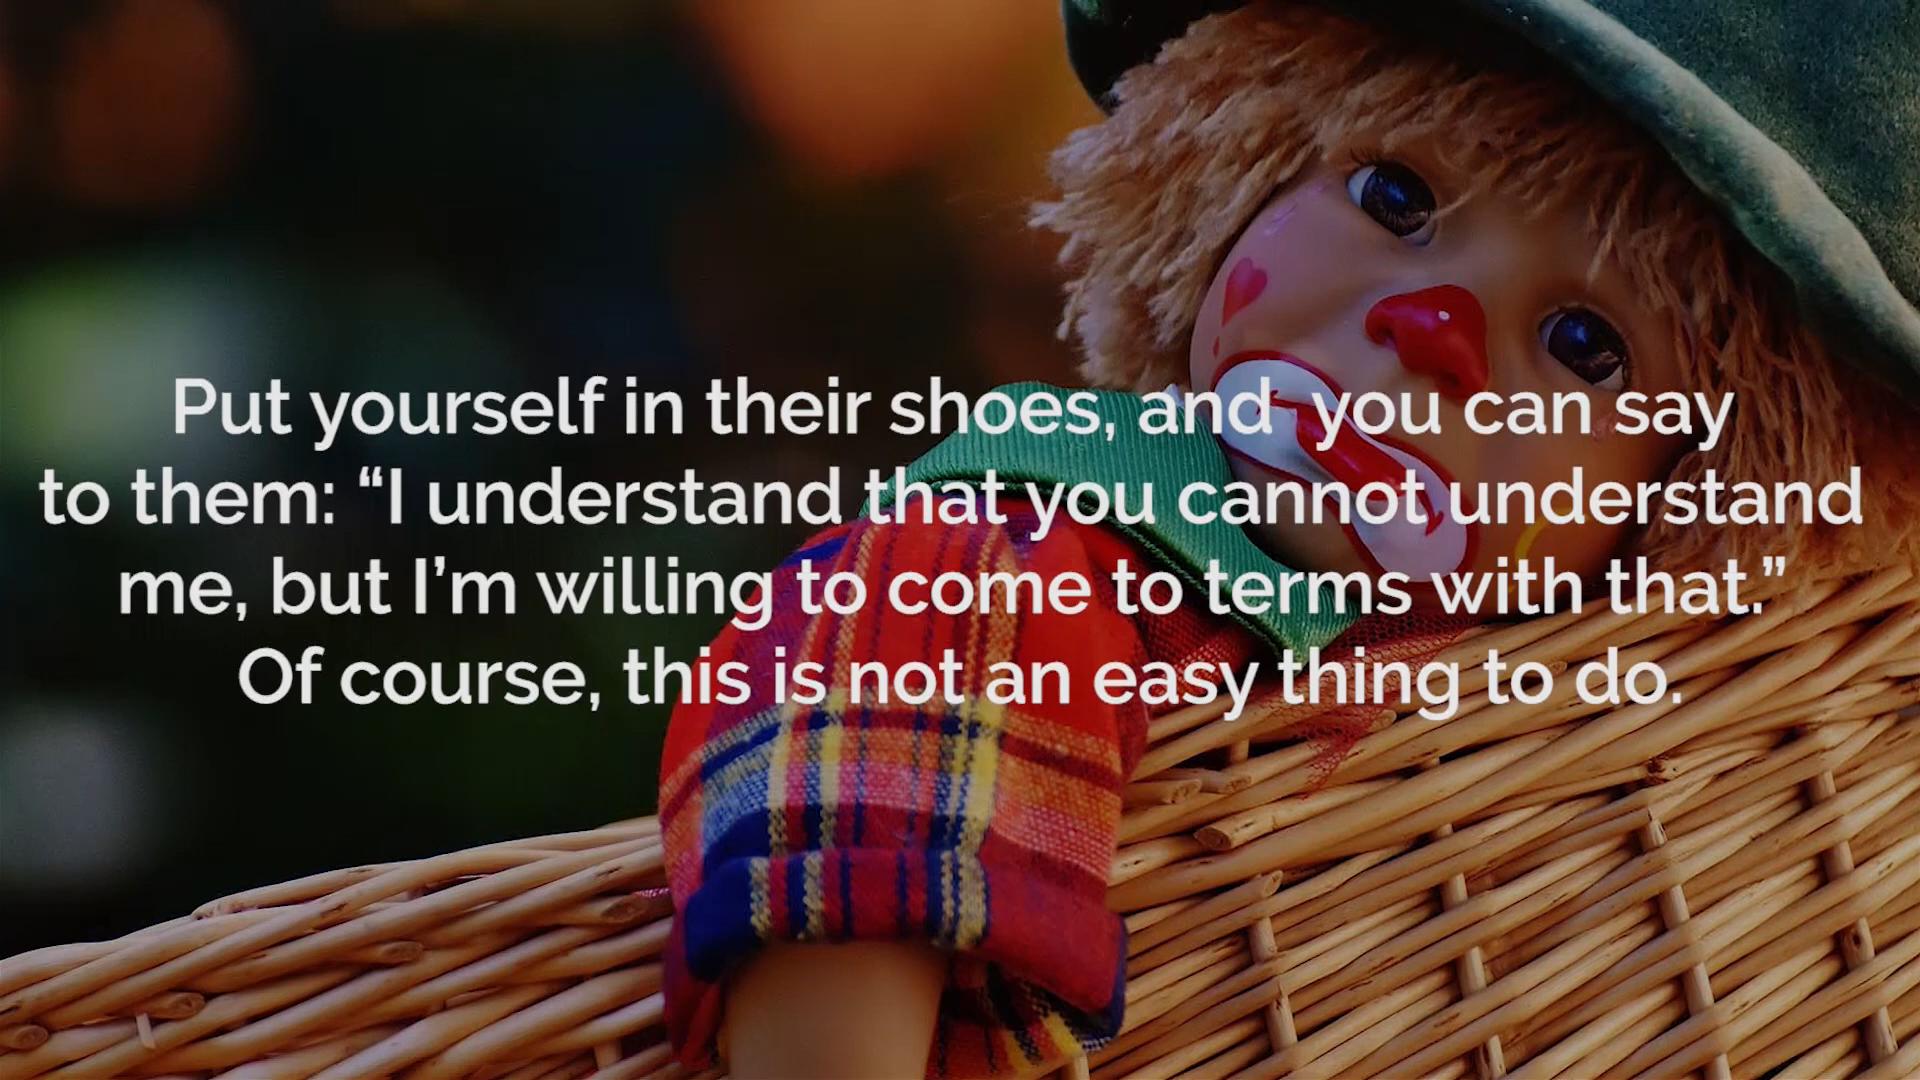 Put yourself in their shoes, and you can say
to them: “I understand that you cannot understand
me, but I’m willing to come to terms with that.”
Of course, this is not an easy thing to do.